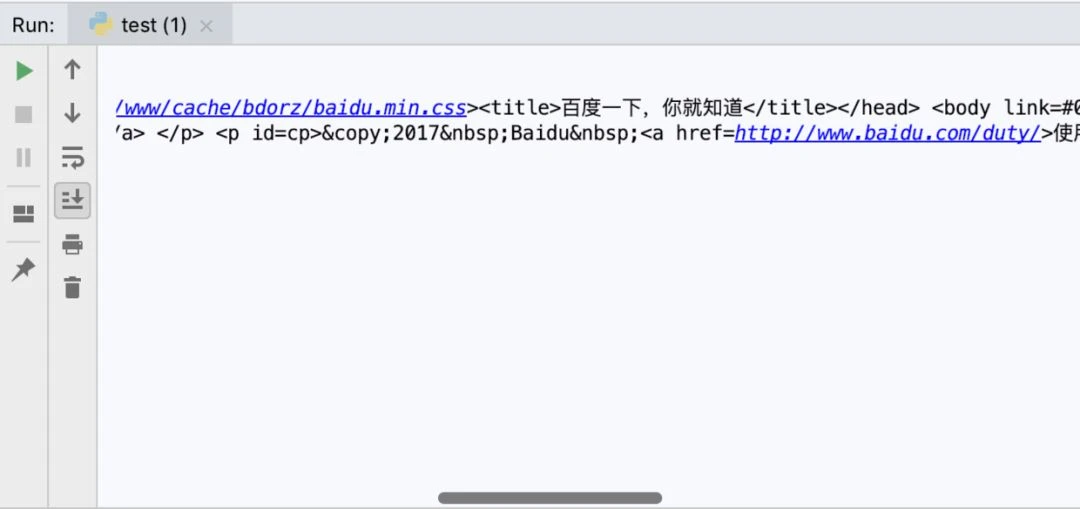 Run: test (1)
/www/cache/bdorz/baidu.min.css><title>百度一下，你就知道</title></head> <body link=#0
/a> </p> <p id=cp>&copy;2017&nbsp;Baidu&nbsp;<a href=http://www.baidu.com/duty/>使用